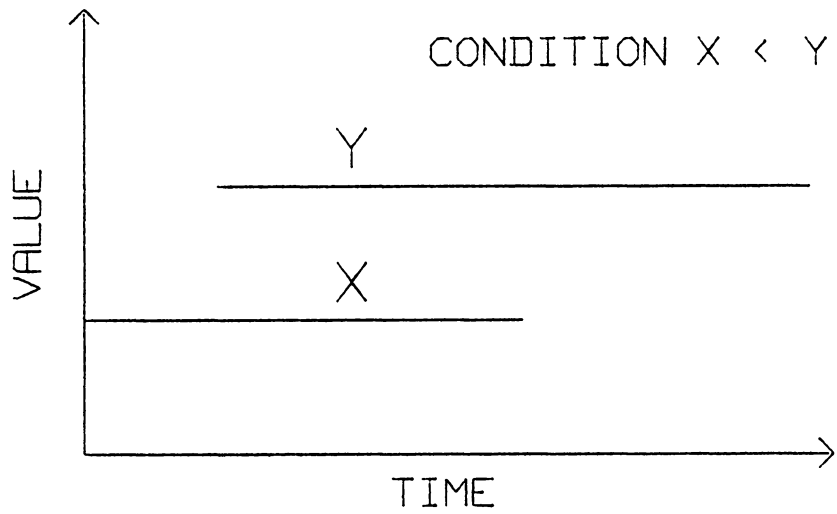 CONDITION X < Y
Y
VALUE
X
TIME